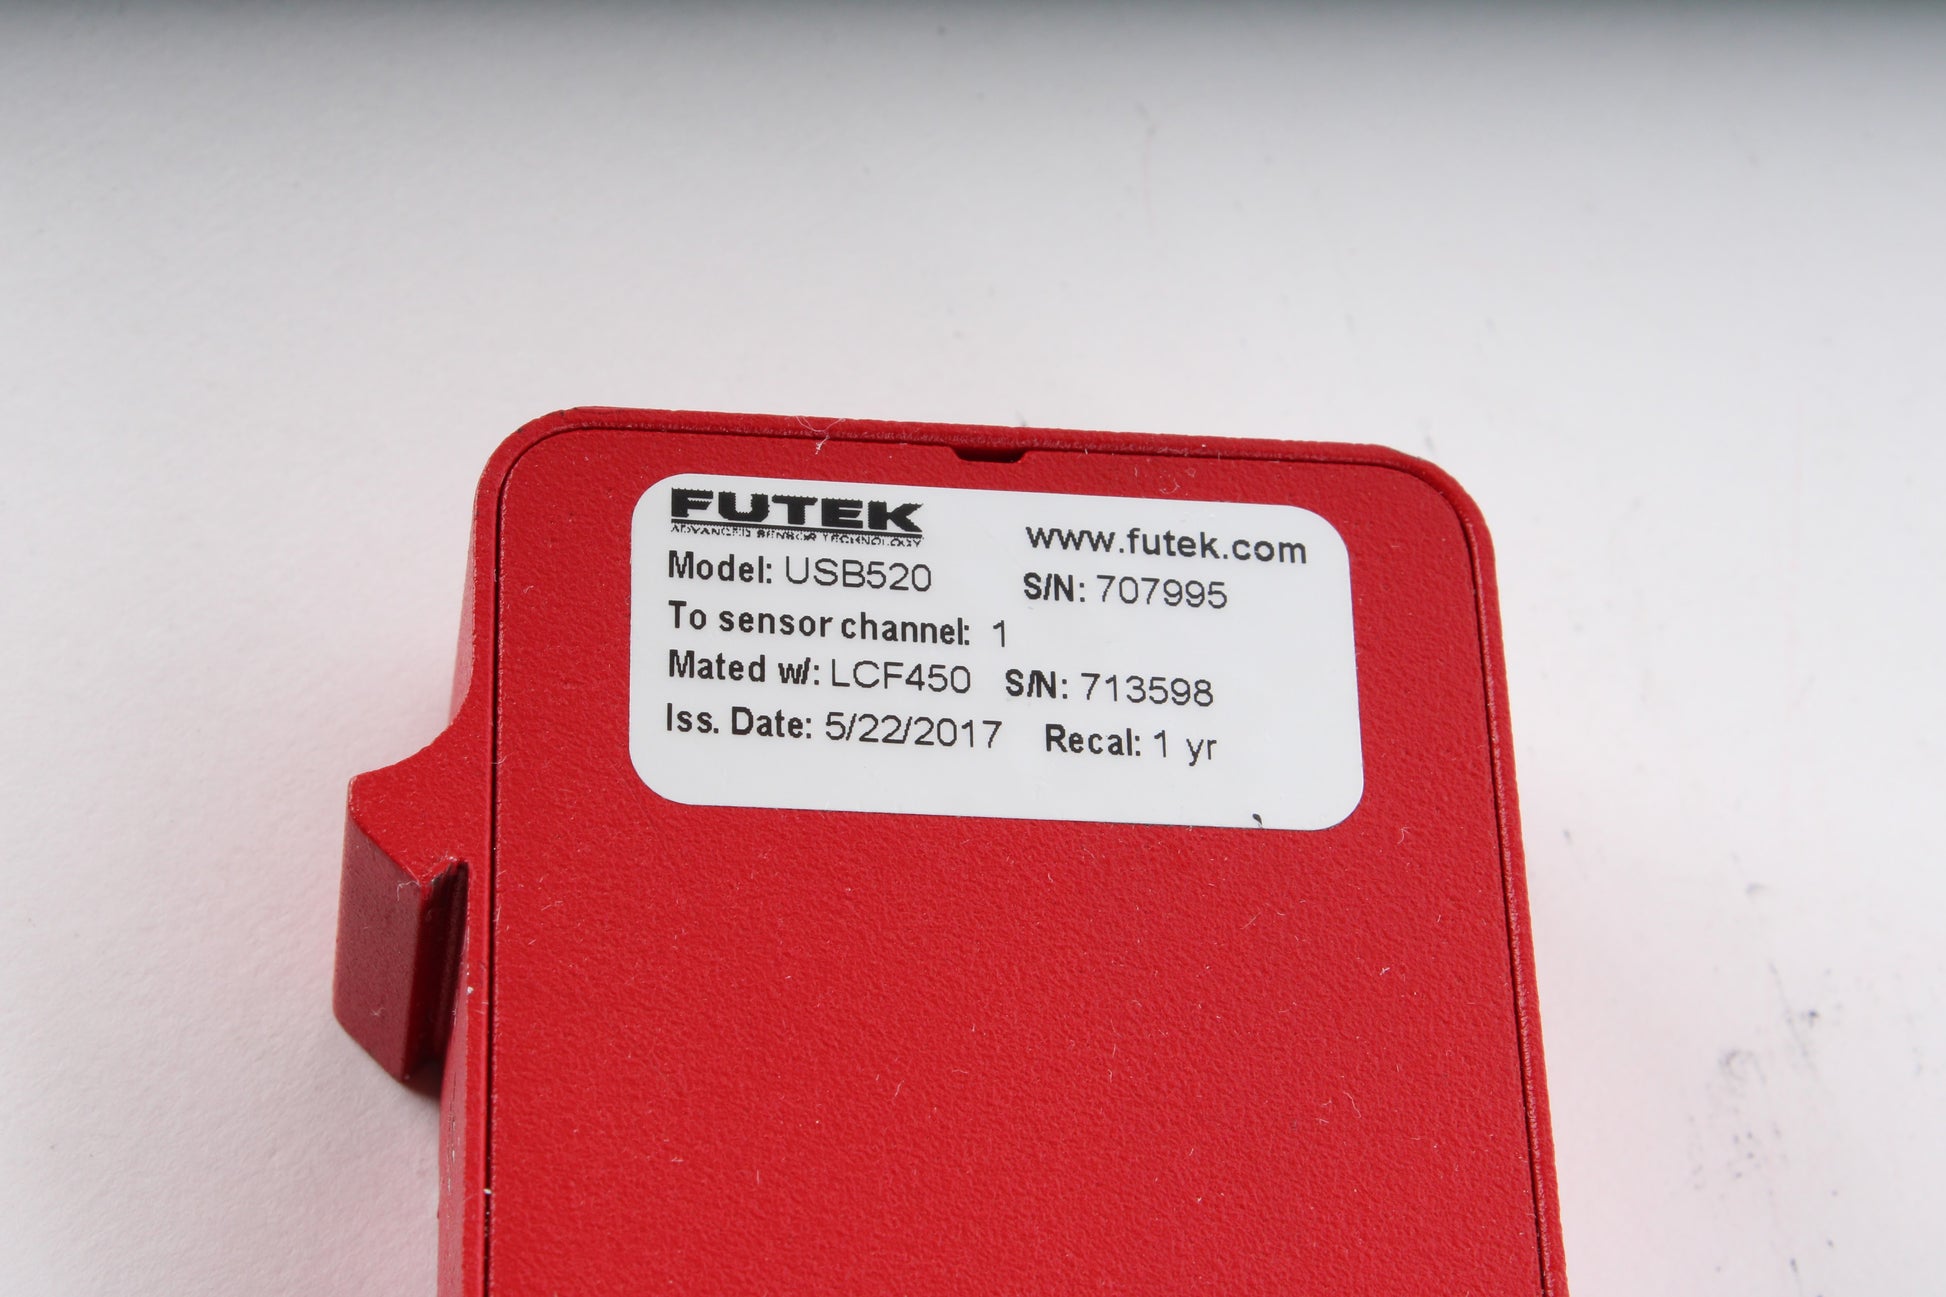 FUTEK
ADVANCED SENSOR TECHNOLOGY
www.futek.com
Model: USB520 S/N: 707995
To sensor channel: 1
Mated w/: LCF450 S/N: 713598
Iss. Date: 5/22/2017 Recal: 1 yr